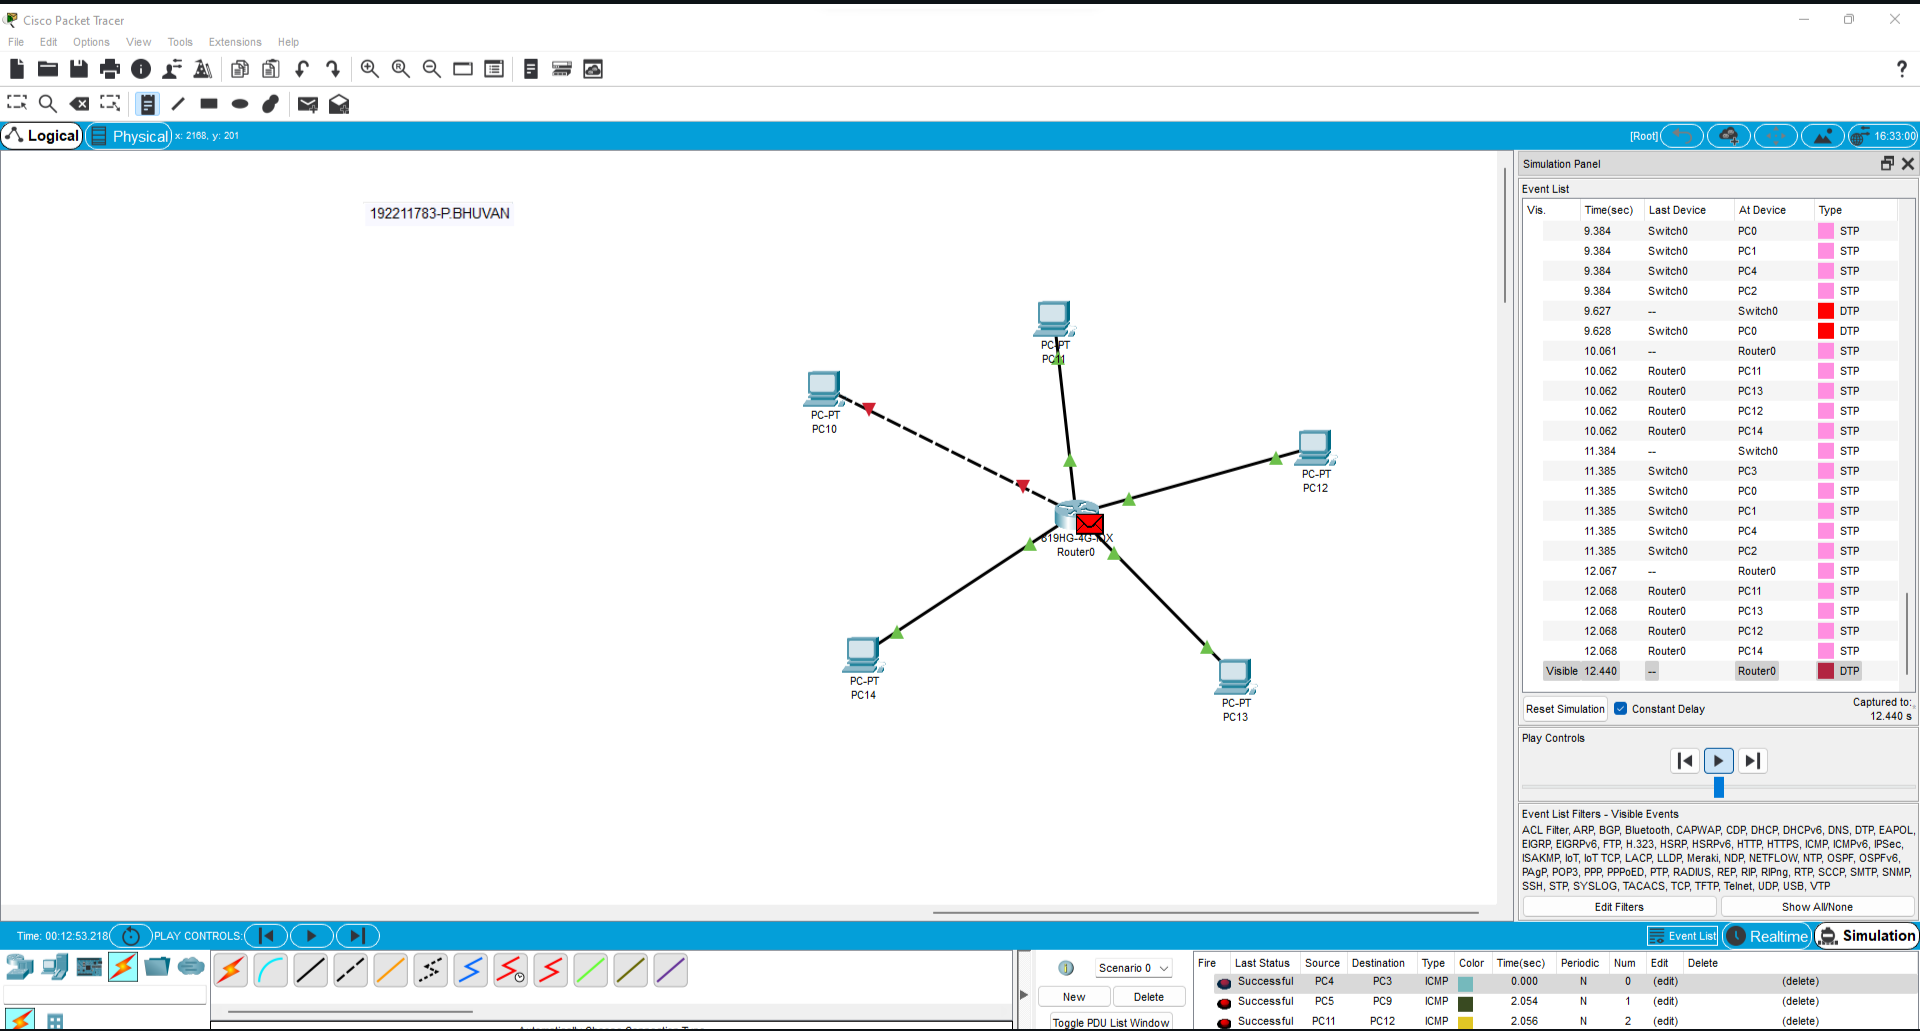 Cisco Packet Tracer
File Edit Options View Tools Extensions Help
Logical Physical x: 2168, y: 201 [Root] 16:33:00
192211783-P.BHUVAN
PC-PT
PC11
PC-PT
PC10
PC-PT
PC12
819HG-4G-IOX
Router0
PC-PT
PC14
PC-PT
PC13
Simulation Panel
Event List
Vis. Time(sec) Last Device At Device Type
9.384 Switch0 PC0 STP
9.384 Switch0 PC1 STP
9.384 Switch0 PC4 STP
9.384 Switch0 PC2 STP
9.627 -- Switch0 DTP
9.628 Switch0 PC0 DTP
10.061 -- Router0 STP
10.062 Router0 PC11 STP
10.062 Router0 PC13 STP
10.062 Router0 PC12 STP
10.062 Router0 PC14 STP
11.384 -- Switch0 STP
11.385 Switch0 PC3 STP
11.385 Switch0 PC0 STP
11.385 Switch0 PC1 STP
11.385 Switch0 PC4 STP
11.385 Switch0 PC2 STP
12.067 -- Router0 STP
12.068 Router0 PC11 STP
12.068 Router0 PC13 STP
12.068 Router0 PC12 STP
12.068 Router0 PC14 STP
Visible 12.440 -- Router0 DTP
Reset Simulation Constant Delay Captured to:
12.440 s
Play Controls
Event List Filters - Visible Events
ACL Filter, ARP, BGP, Bluetooth, CAPWAP, CDP, DHCP, DHCPv6, DNS, DTP, EAPOL,
EIGRP, EIGRPv6, FTP, H.323, HSRP, HSRPv6, HTTP, HTTPS, ICMP, ICMPv6, IPSec,
ISAKMP, IoT, IoT TCP, LACP, LLDP, Meraki, NDP, NETFLOW, NTP, OSPF, OSPFv6,
PAgP, POP3, PPP, PPPoED, PTP, RADIUS, REP, RIP, RIPng, RTP, SCCP, SMTP, SNMP,
SSH, STP, SYSLOG, TACACS, TCP, TFTP, Telnet, UDP, USB, VTP
Edit Filters Show All/None
Time: 00:12:53.218 PLAY CONTROLS: Event List Realtime Simulation
Scenario 0
New Delete
Toggle PDU List Window
Fire Last Status Source Destination Type Color Time(sec) Periodic Num Edit Delete
Successful PC4 PC3 ICMP 0.000 N 0 (edit) (delete)
Successful PC5 PC9 ICMP 2.054 N 1 (edit) (delete)
Successful PC11 PC12 ICMP 2.056 N 2 (edit) (delete)